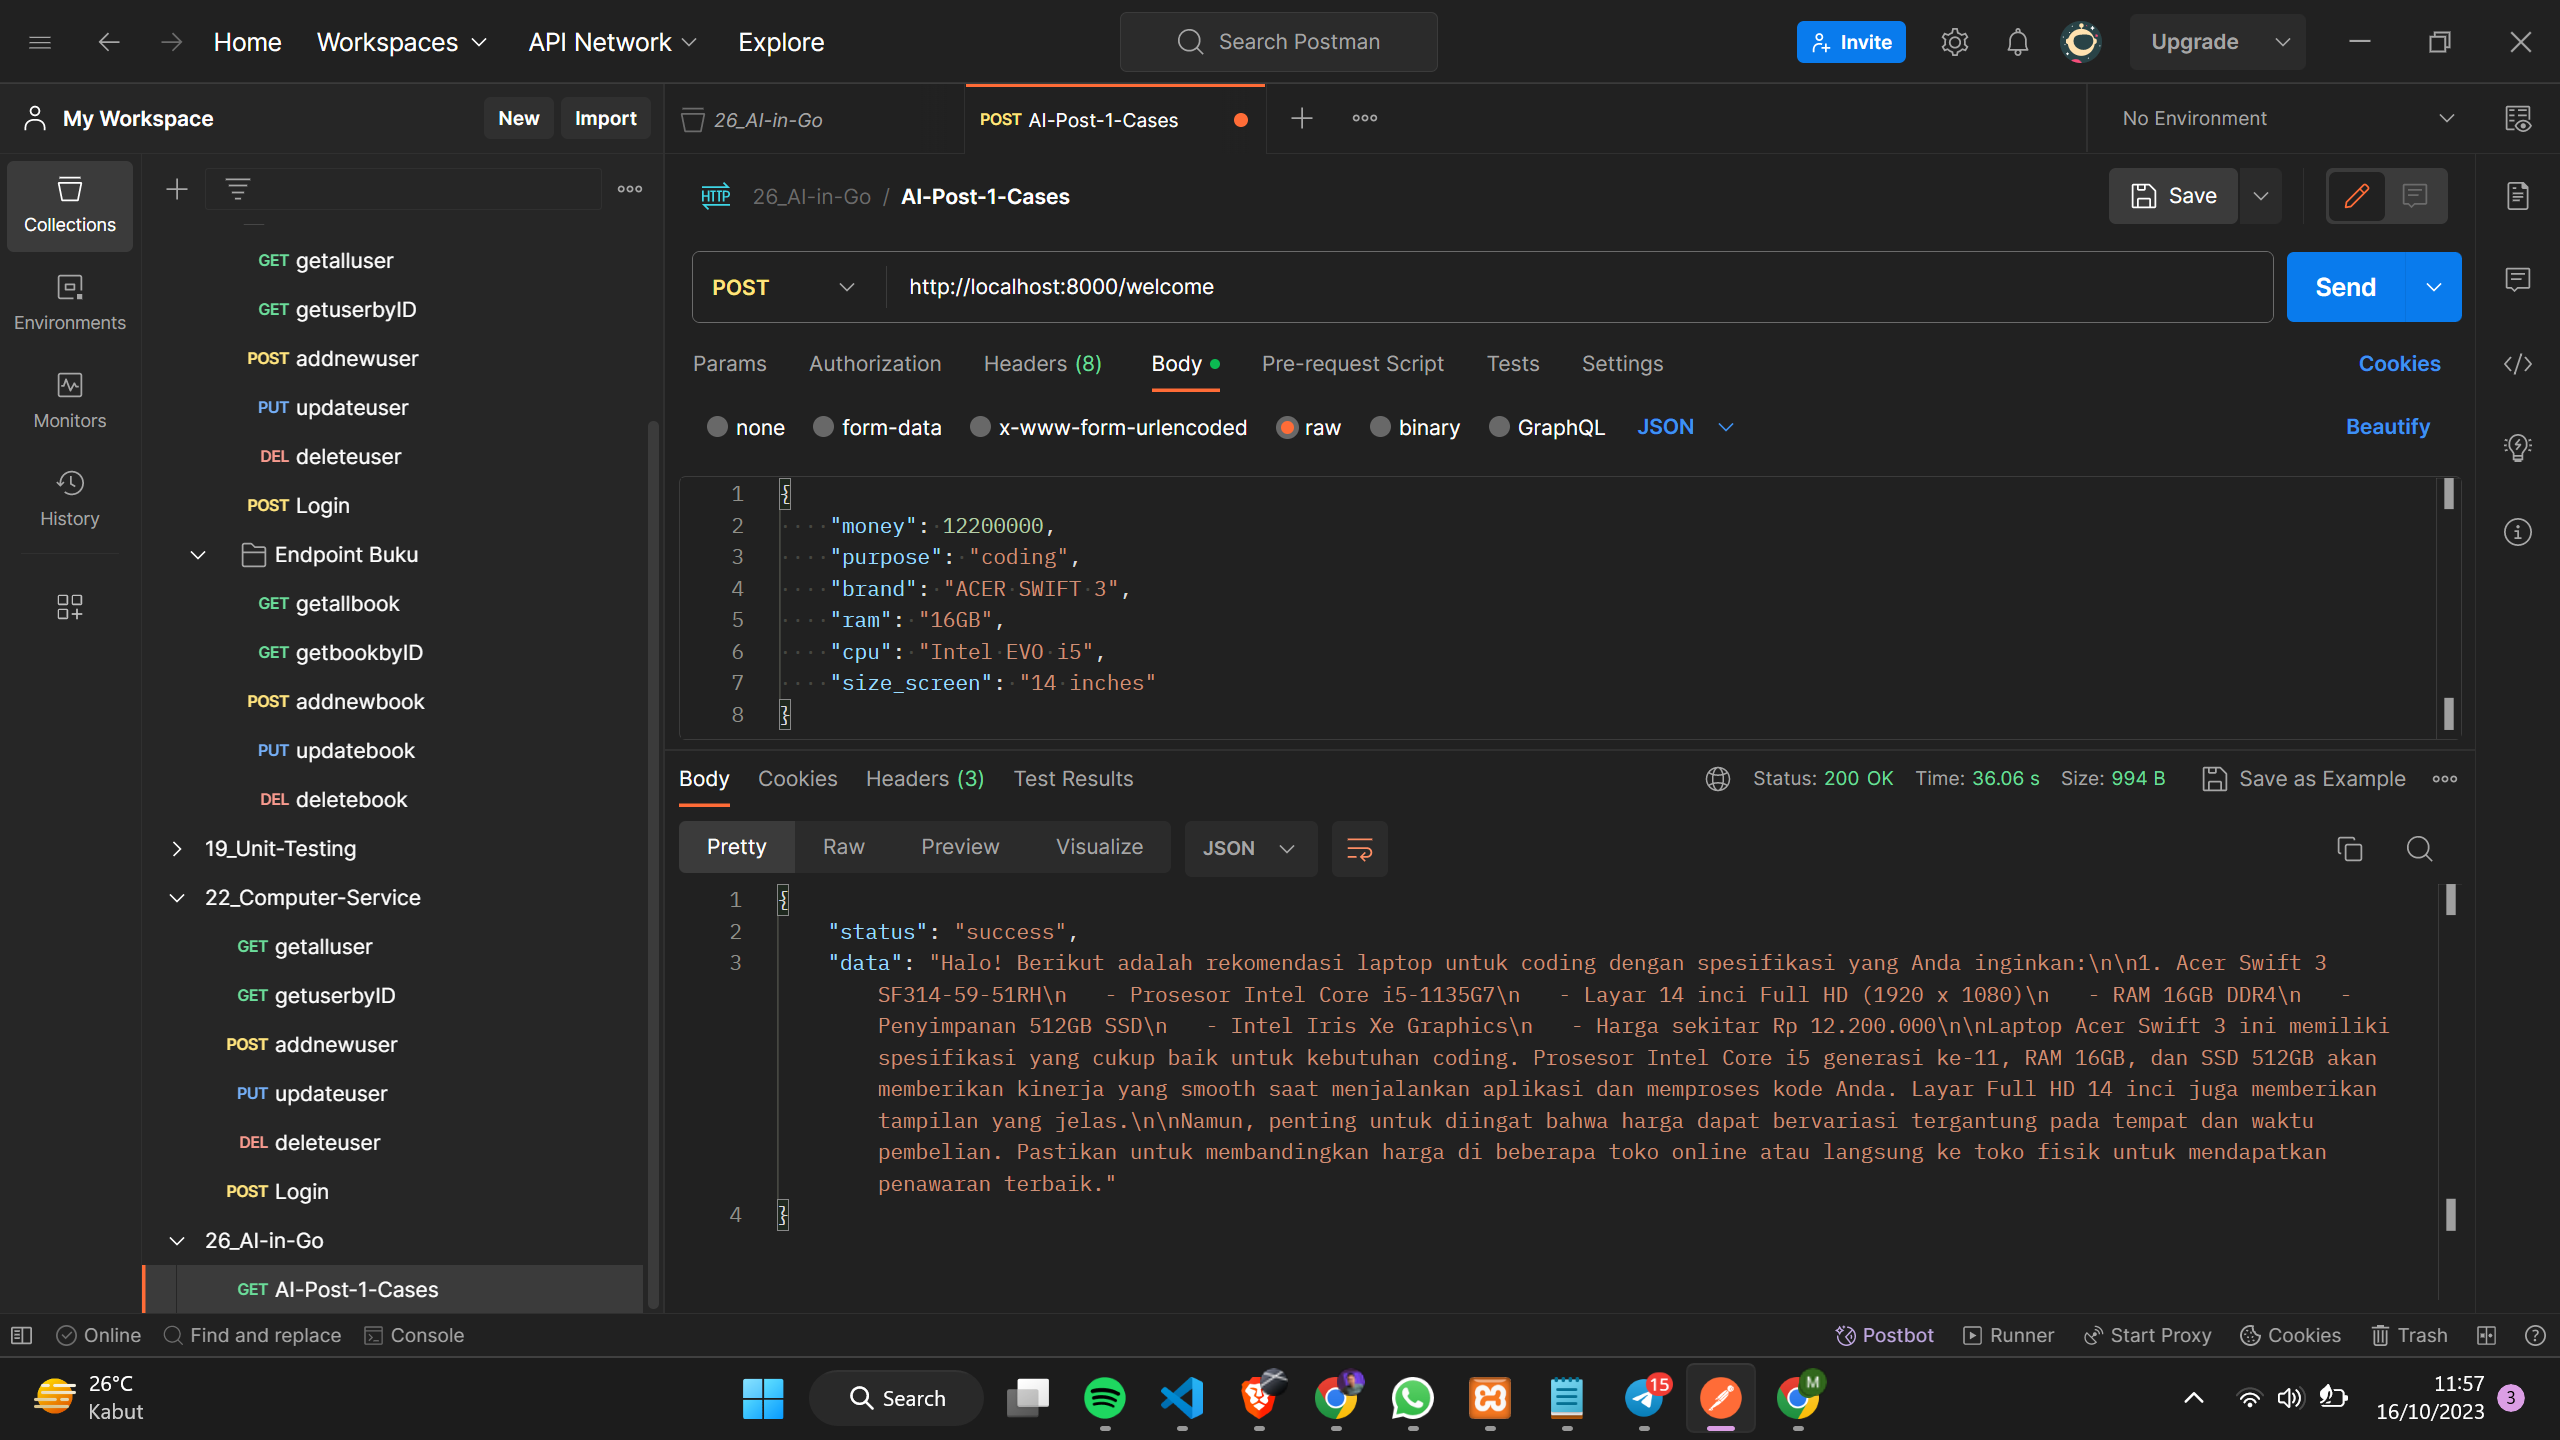 Home
Workspaces
API Network
Explore
Search Postman
Invite
Upgrade
My Workspace
New
Import
26_AI-in-Go
POST AI-Post-1-Cases
No Environment
Collections
Environments
Monitors
History
GET getalluser
GET getuserbyID
POST addnewuser
PUT updateuser
DEL deleteuser
POST Login
Endpoint Buku
GET getallbook
GET getbookbyID
POST addnewbook
PUT updatebook
DEL deletebook
19_Unit-Testing
22_Computer-Service
GET getalluser
GET getuserbyID
POST addnewuser
PUT updateuser
DEL deleteuser
POST Login
26_AI-in-Go
GET AI-Post-1-Cases
HTTP 26_AI-in-Go / AI-Post-1-Cases
Save
POST http://localhost:8000/welcome
Send
Params Authorization Headers (8) Body Pre-request Script Tests Settings Cookies
none form-data x-www-form-urlencoded raw binary GraphQL JSON Beautify
1 {
2 "money": 12200000,
3 "purpose": "coding",
4 "brand": "ACER SWIFT 3",
5 "ram": "16GB",
6 "cpu": "Intel EVO i5",
7 "size_screen": "14 inches"
8 }
Body Cookies Headers (3) Test Results Status: 200 OK Time: 36.06 s Size: 994 B Save as Example
Pretty Raw Preview Visualize JSON
1 {
2 "status": "success",
3 "data": "Halo! Berikut adalah rekomendasi laptop untuk coding dengan spesifikasi yang Anda inginkan:\n\n1. Acer Swift 3
SF314-59-51RH\n   - Prosesor Intel Core i5-1135G7\n   - Layar 14 inci Full HD (1920 x 1080)\n   - RAM 16GB DDR4\n   -
Penyimpanan 512GB SSD\n   - Intel Iris Xe Graphics\n   - Harga sekitar Rp 12.200.000\n\nLaptop Acer Swift 3 ini memiliki
spesifikasi yang cukup baik untuk kebutuhan coding. Prosesor Intel Core i5 generasi ke-11, RAM 16GB, dan SSD 512GB akan
memberikan kinerja yang smooth saat menjalankan aplikasi dan memproses kode Anda. Layar Full HD 14 inci juga memberikan
tampilan yang jelas.\n\nNamun, penting untuk diingat bahwa harga dapat bervariasi tergantung pada tempat dan waktu
pembelian. Pastikan untuk membandingkan harga di beberapa toko online atau langsung ke toko fisik untuk mendapatkan
penawaran terbaik."
4 }
Online Find and replace Console Postbot Runner Start Proxy Cookies Trash
26°C
Kabut
Search
15
M
11:57
16/10/2023
3